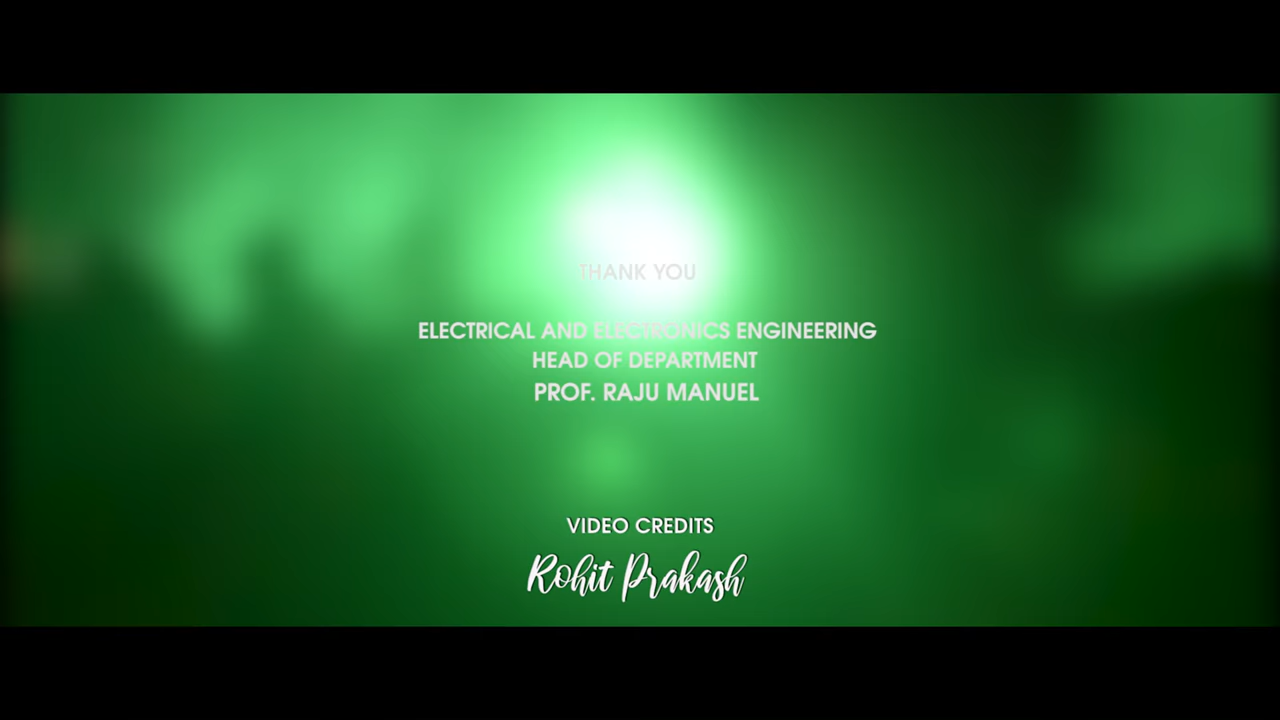 THANK YOU
ELECTRICAL AND ELECTRONICS ENGINEERING
HEAD OF DEPARTMENT
PROF. RAJU MANUEL
VIDEO CREDITS
Rohit Prakash